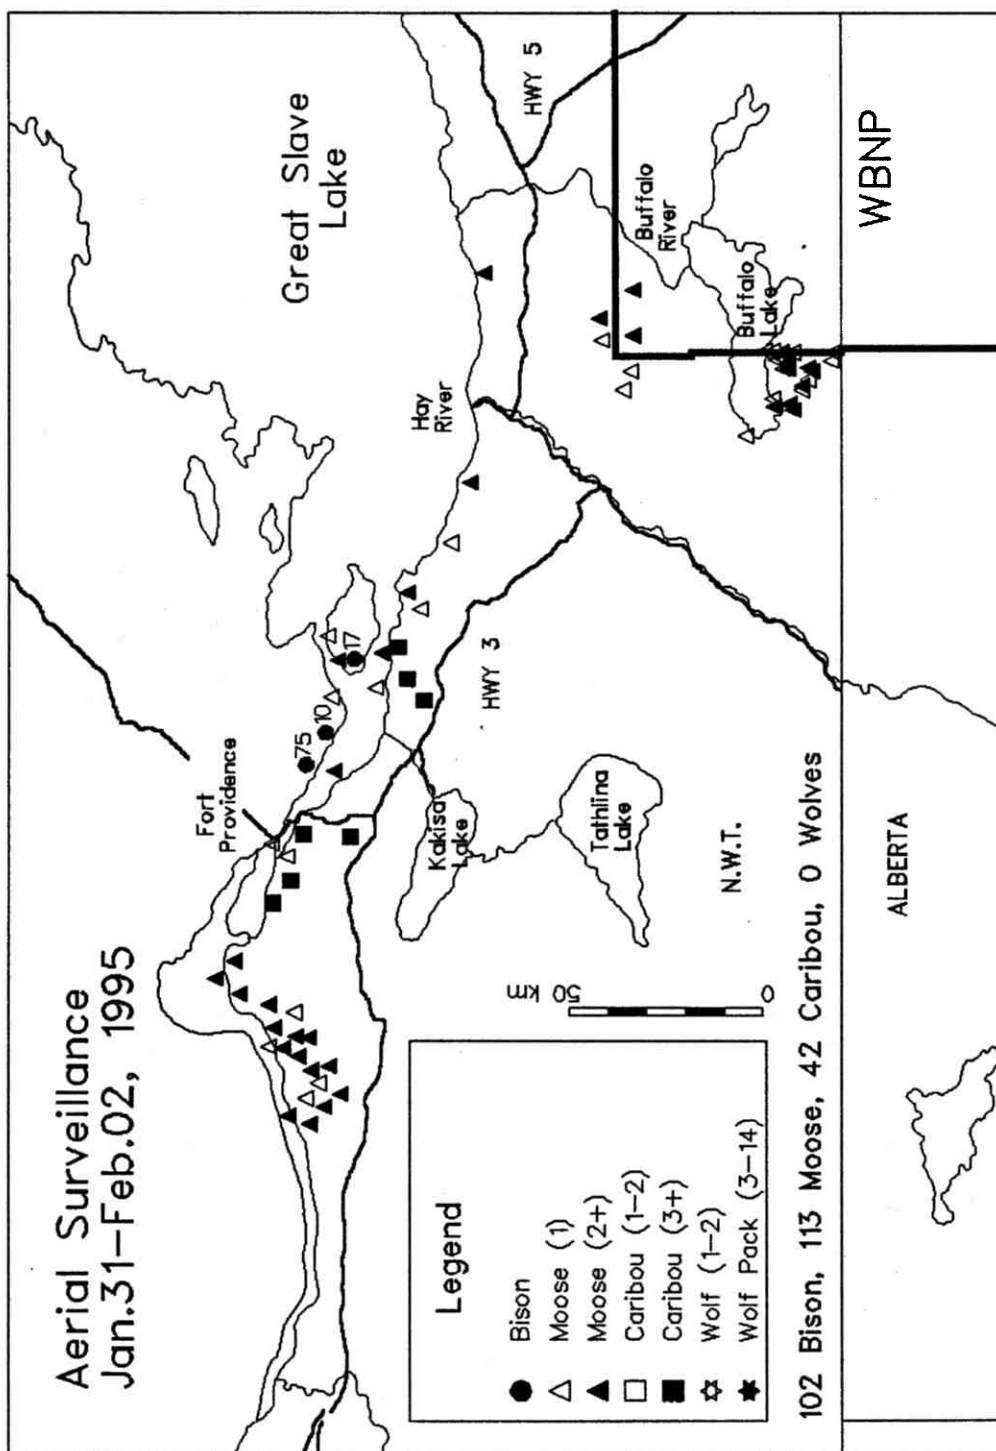 Aerial Surveillance
Jan.31-Feb.02, 1995
Great Slave
Lake
HWY 5
Buffalo
River
Buffalo
Lake
WBNP
Hay
River
17
10
75
HWY 3
Fort
Providence
Kakisa
Lake
Tathlina
Lake
N.W.T.
ALBERTA
50 km
0
Legend
Bison
Moose (1)
Moose (2+)
Caribou (1-2)
Caribou (3+)
Wolf (1-2)
Wolf Pack (3-14)
102 Bison, 113 Moose, 42 Caribou, 0 Wolves